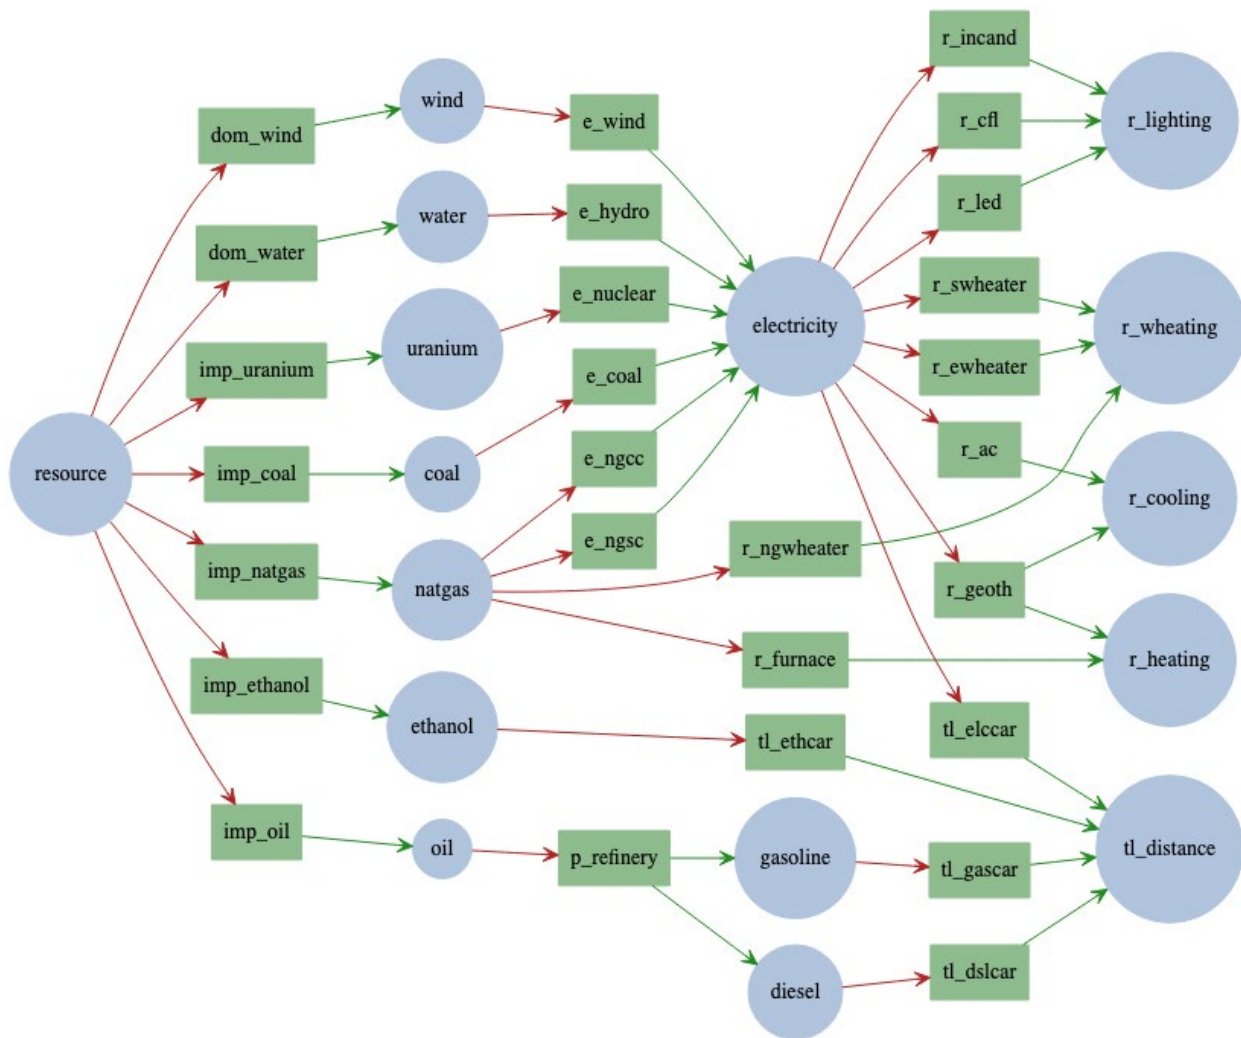 resource
dom_wind
dom_water
imp_uranium
imp_coal
imp_natgas
imp_ethanol
imp_oil
wind
water
uranium
coal
natgas
ethanol
oil
e_wind
e_hydro
e_nuclear
e_coal
e_ngcc
e_ngsc
p_refinery
electricity
r_ngwheater
r_furnace
tl_ethcar
gasoline
diesel
r_incand
r_cfl
r_led
r_swheater
r_ewheater
r_ac
r_geoth
tl_elccar
tl_gascar
tl_dslcar
r_lighting
r_wheating
r_cooling
r_heating
tl_distance